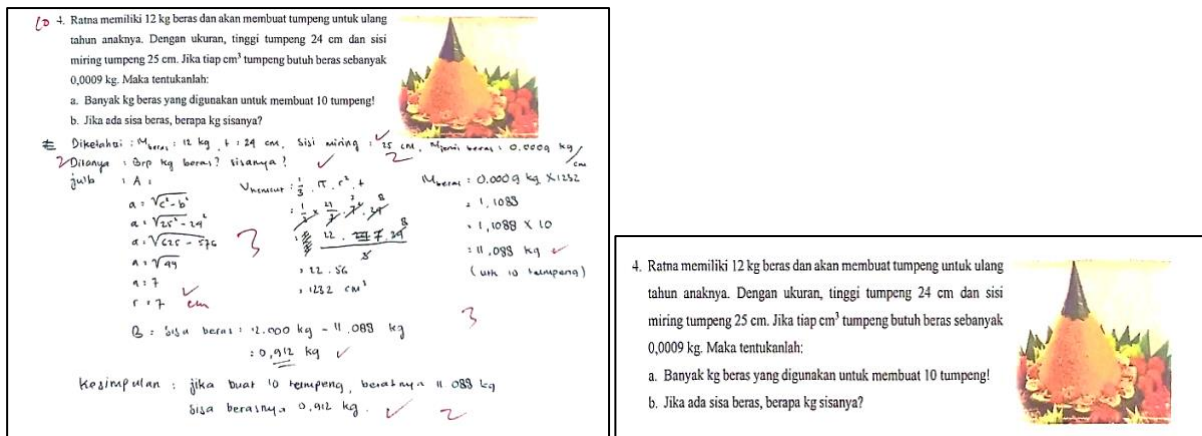 10 4. Ratna memiliki 12 kg beras dan akan membuat tumpeng untuk ulang
tahun anaknya. Dengan ukuran, tinggi tumpeng 24 cm dan sisi
miring tumpeng 25 cm. Jika tiap cm³ tumpeng butuh beras sebanyak
0,0009 kg. Maka tentukanlah:
a. Banyak kg beras yang digunakan untuk membuat 10 tumpeng!
b. Jika ada sisa beras, berapa kg sisanya?
Diketahui : M beras : 12 kg, t : 24 cm, sisi miring : 25 cm, M jenis beras : 0.0009 kg/cm
2 Ditanya : Brp kg beras? sisanya? 2
jwb : A :
a = √c² - b²
a = √25² - 24²
a = √625 - 576 3
a = √49
a = 7
r = 7 cm
V kerucut : 1/3 . π . r² . t
22 . 7 . 24
= 22 . 56
= 1232 cm³
M beras : 0.0009 kg × 1232
= 1,1088
= 1,1088 × 10
= 11,088 kg
(utk 10 tumpeng)
B : Sisa beras : 12.000 kg - 11.088 kg 3
: 0,912 kg
Kesimpulan : jika buat 10 tempeng, berasnya 11.088 kg
sisa berasnya 0,912 kg. 2
4. Ratna memiliki 12 kg beras dan akan membuat tumpeng untuk ulang
tahun anaknya. Dengan ukuran, tinggi tumpeng 24 cm dan sisi
miring tumpeng 25 cm. Jika tiap cm³ tumpeng butuh beras sebanyak
0,0009 kg. Maka tentukanlah:
a. Banyak kg beras yang digunakan untuk membuat 10 tumpeng!
b. Jika ada sisa beras, berapa kg sisanya?